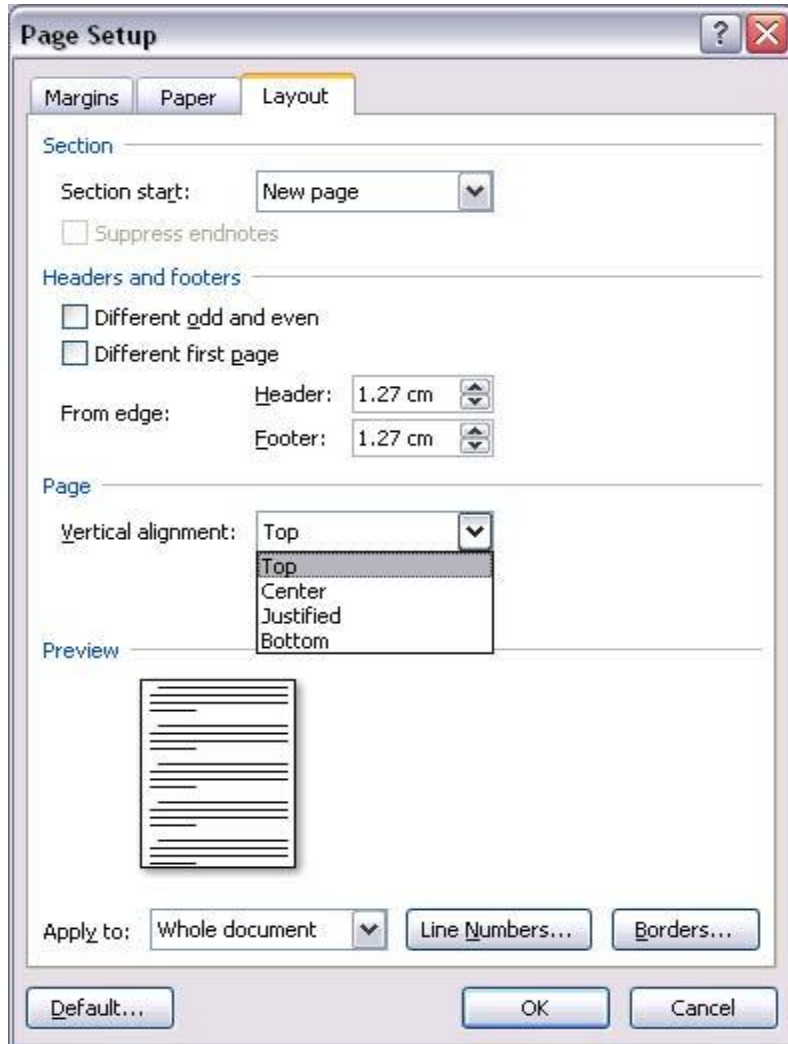 Page Setup
?
Margins Paper Layout
Section
Section start: New page
Suppress endnotes
Headers and footers
Different odd and even
Different first page
From edge:
Header: 1.27 cm
Footer: 1.27 cm
Page
Vertical alignment: Top
Top
Center
Justified
Bottom
Preview
Apply to: Whole document Line Numbers... Borders...
Default... OK Cancel